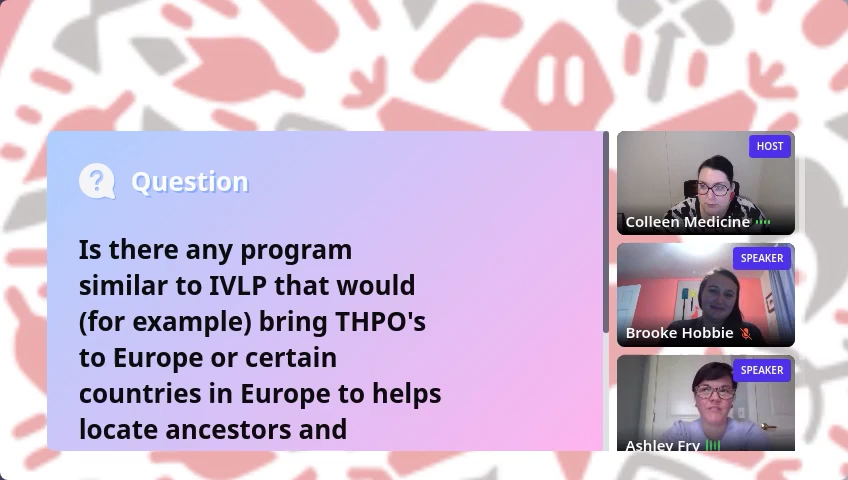 Question
Is there any program
similar to IVLP that would
(for example) bring THPO's
to Europe or certain
countries in Europe to helps
locate ancestors and
HOST
Colleen Medicine
SPEAKER
Brooke Hobbie
SPEAKER
Ashley Fry